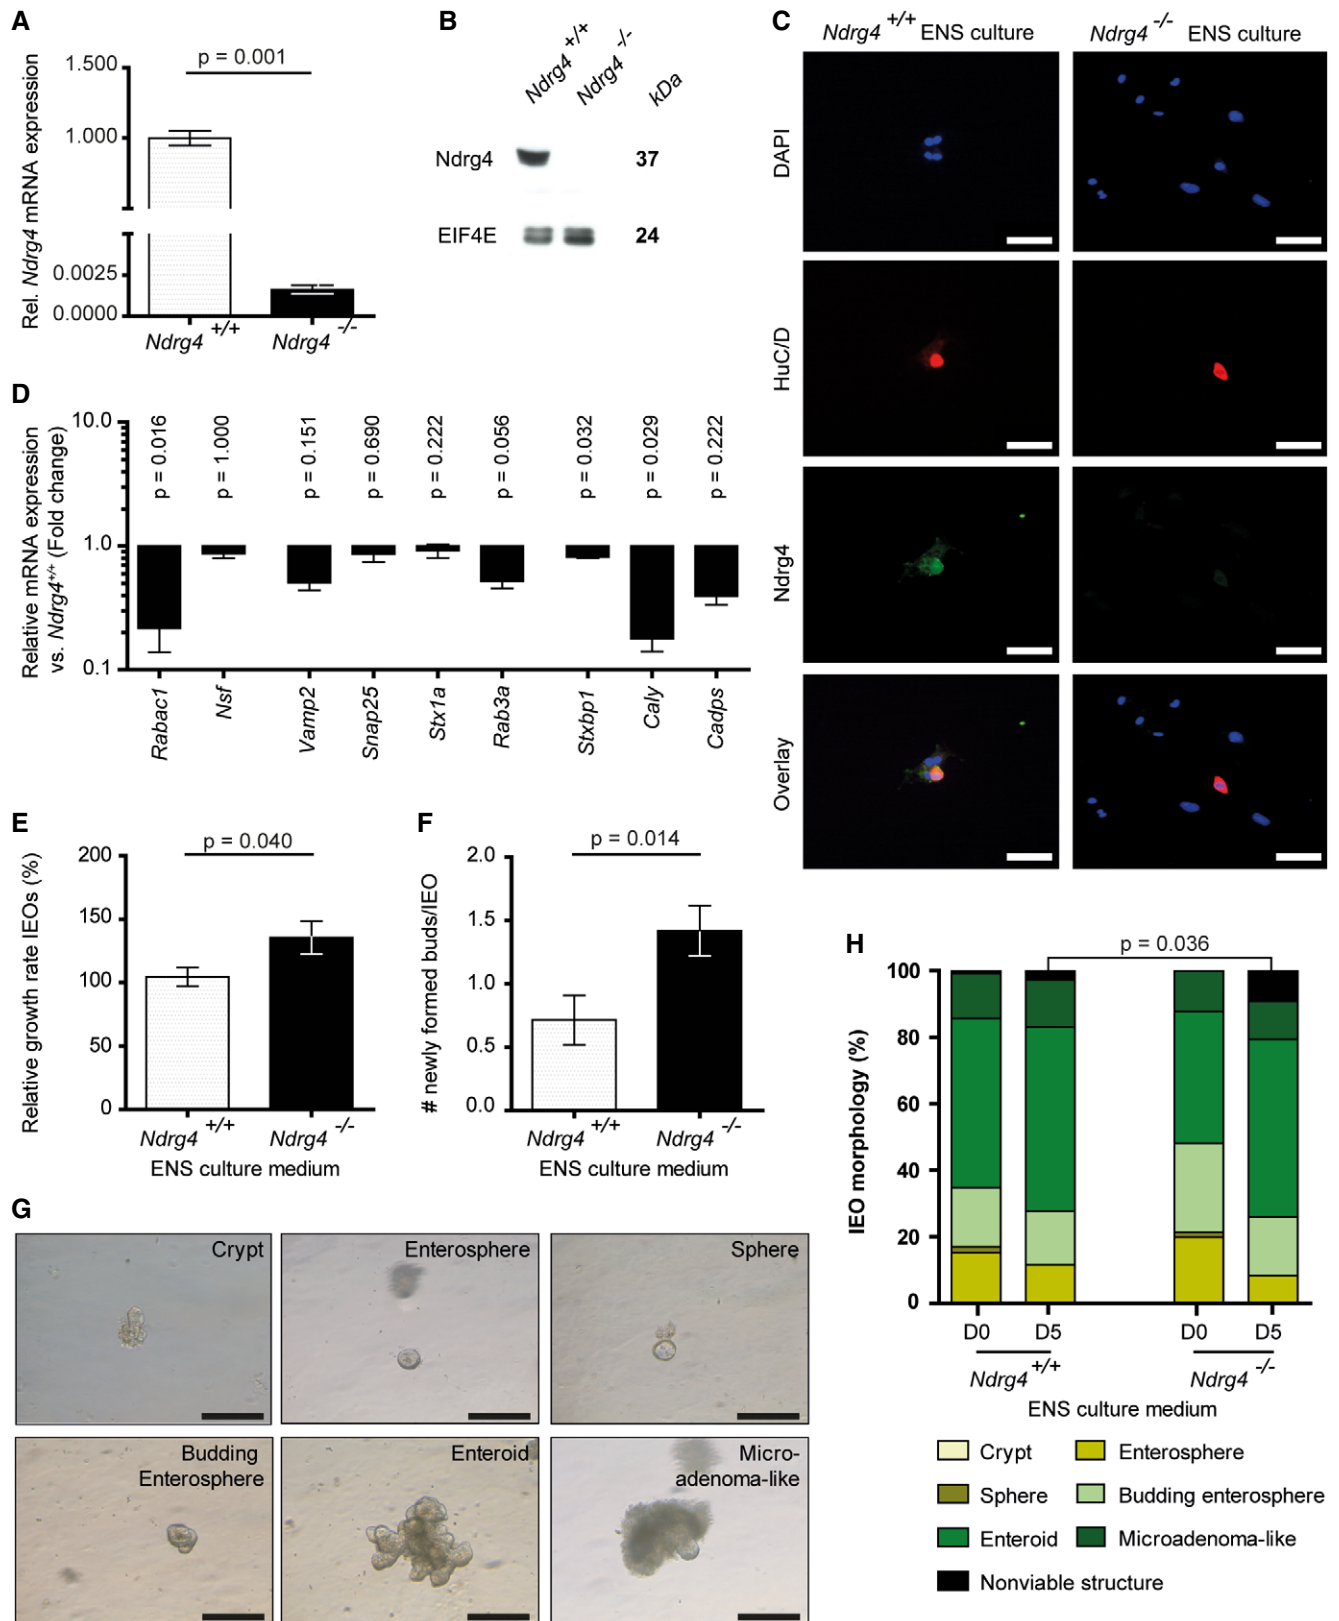 A
Rel. Ndrg4 mRNA expression
p = 0.001
1.500
1.000
0.0025
0.0000
Ndrg4 +/+
Ndrg4 -/-
B
Ndrg4 +/+
Ndrg4 -/-
kDa
Ndrg4
37
EIF4E
24
C
Ndrg4 +/+ ENS culture
Ndrg4 -/- ENS culture
DAPI
HuC/D
Ndrg4
Overlay
D
Relative mRNA expression
vs. Ndrg4+/+ (Fold change)
10.0
1.0
0.1
p = 0.016
p = 1.000
p = 0.151
p = 0.690
p = 0.222
p = 0.056
p = 0.032
p = 0.029
p = 0.222
Rabac1
Nsf
Vamp2
Snap25
Stx1a
Rab3a
Stxbp1
Caly
Cadps
E
Relative growth rate IEOs (%)
p = 0.040
200
150
100
50
0
Ndrg4 +/+
Ndrg4 -/-
ENS culture medium
F
# newly formed buds/IEO
p = 0.014
2.0
1.5
1.0
0.5
0.0
Ndrg4 +/+
Ndrg4 -/-
ENS culture medium
G
Crypt
Enterosphere
Sphere
Budding
Enterosphere
Enteroid
Micro-
adenoma-like
H
IEO morphology (%)
p = 0.036
100
80
60
40
20
0
D0
D5
D0
D5
Ndrg4 +/+
Ndrg4 -/-
ENS culture medium
Crypt
Enterosphere
Sphere
Budding enterosphere
Enteroid
Microadenoma-like
Nonviable structure